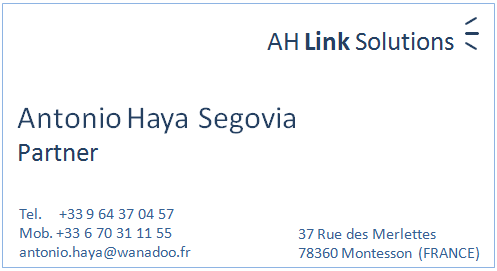 AH Link Solutions
Antonio Haya Segovia
Partner
Tel. +33 9 64 37 04 57
Mob. +33 6 70 31 11 55
antonio.haya@wanadoo.fr
37 Rue des Merlettes
78360 Montesson (FRANCE)